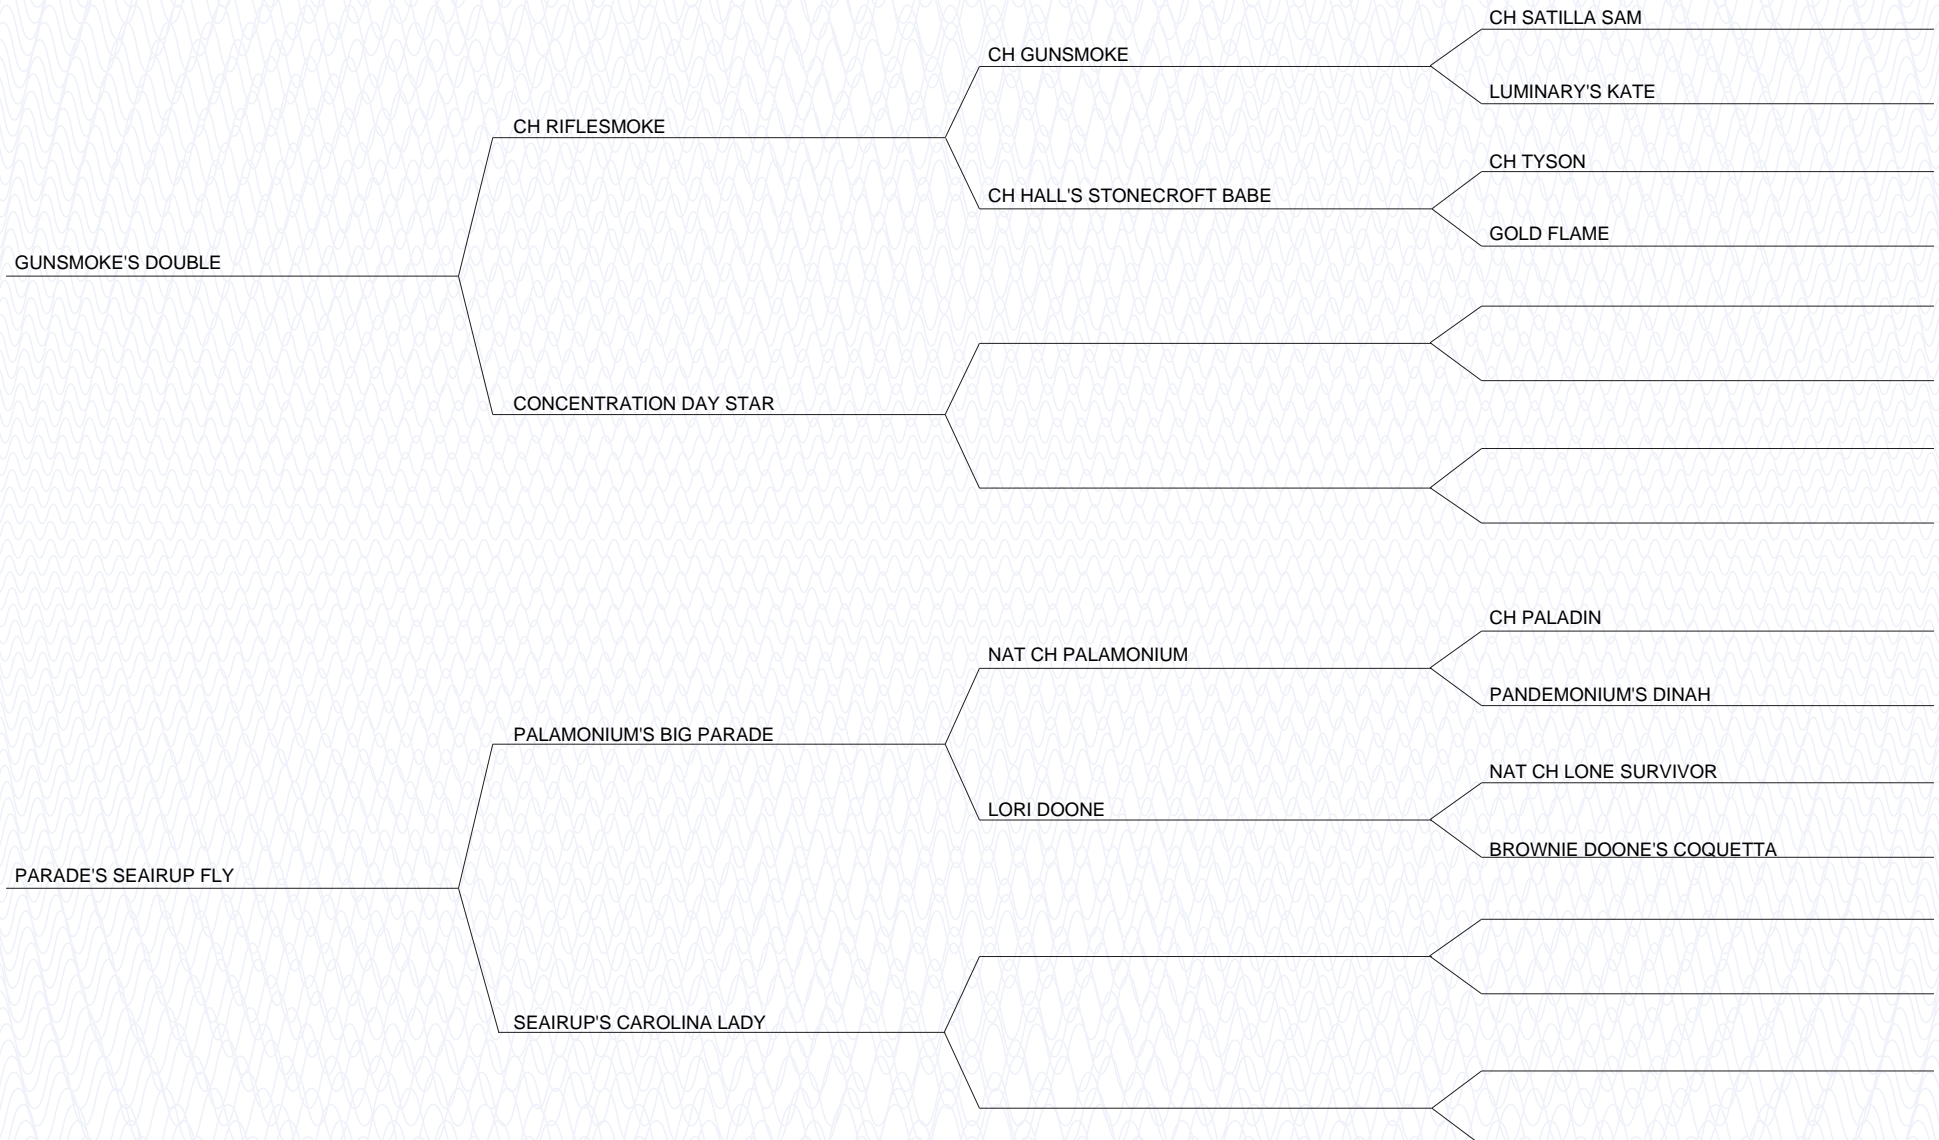 CH SATILLA SAM
CH GUNSMOKE
LUMINARY'S KATE
CH RIFLESMOKE
CH TYSON
CH HALL'S STONECROFT BABE
GOLD FLAME
GUNSMOKE'S DOUBLE
CONCENTRATION DAY STAR
CH PALADIN
NAT CH PALAMONIUM
PANDEMONIUM'S DINAH
PALAMONIUM'S BIG PARADE
NAT CH LONE SURVIVOR
LORI DOONE
BROWNIE DOONE'S COQUETTA
PARADE'S SEAIRUP FLY
SEAIRUP'S CAROLINA LADY